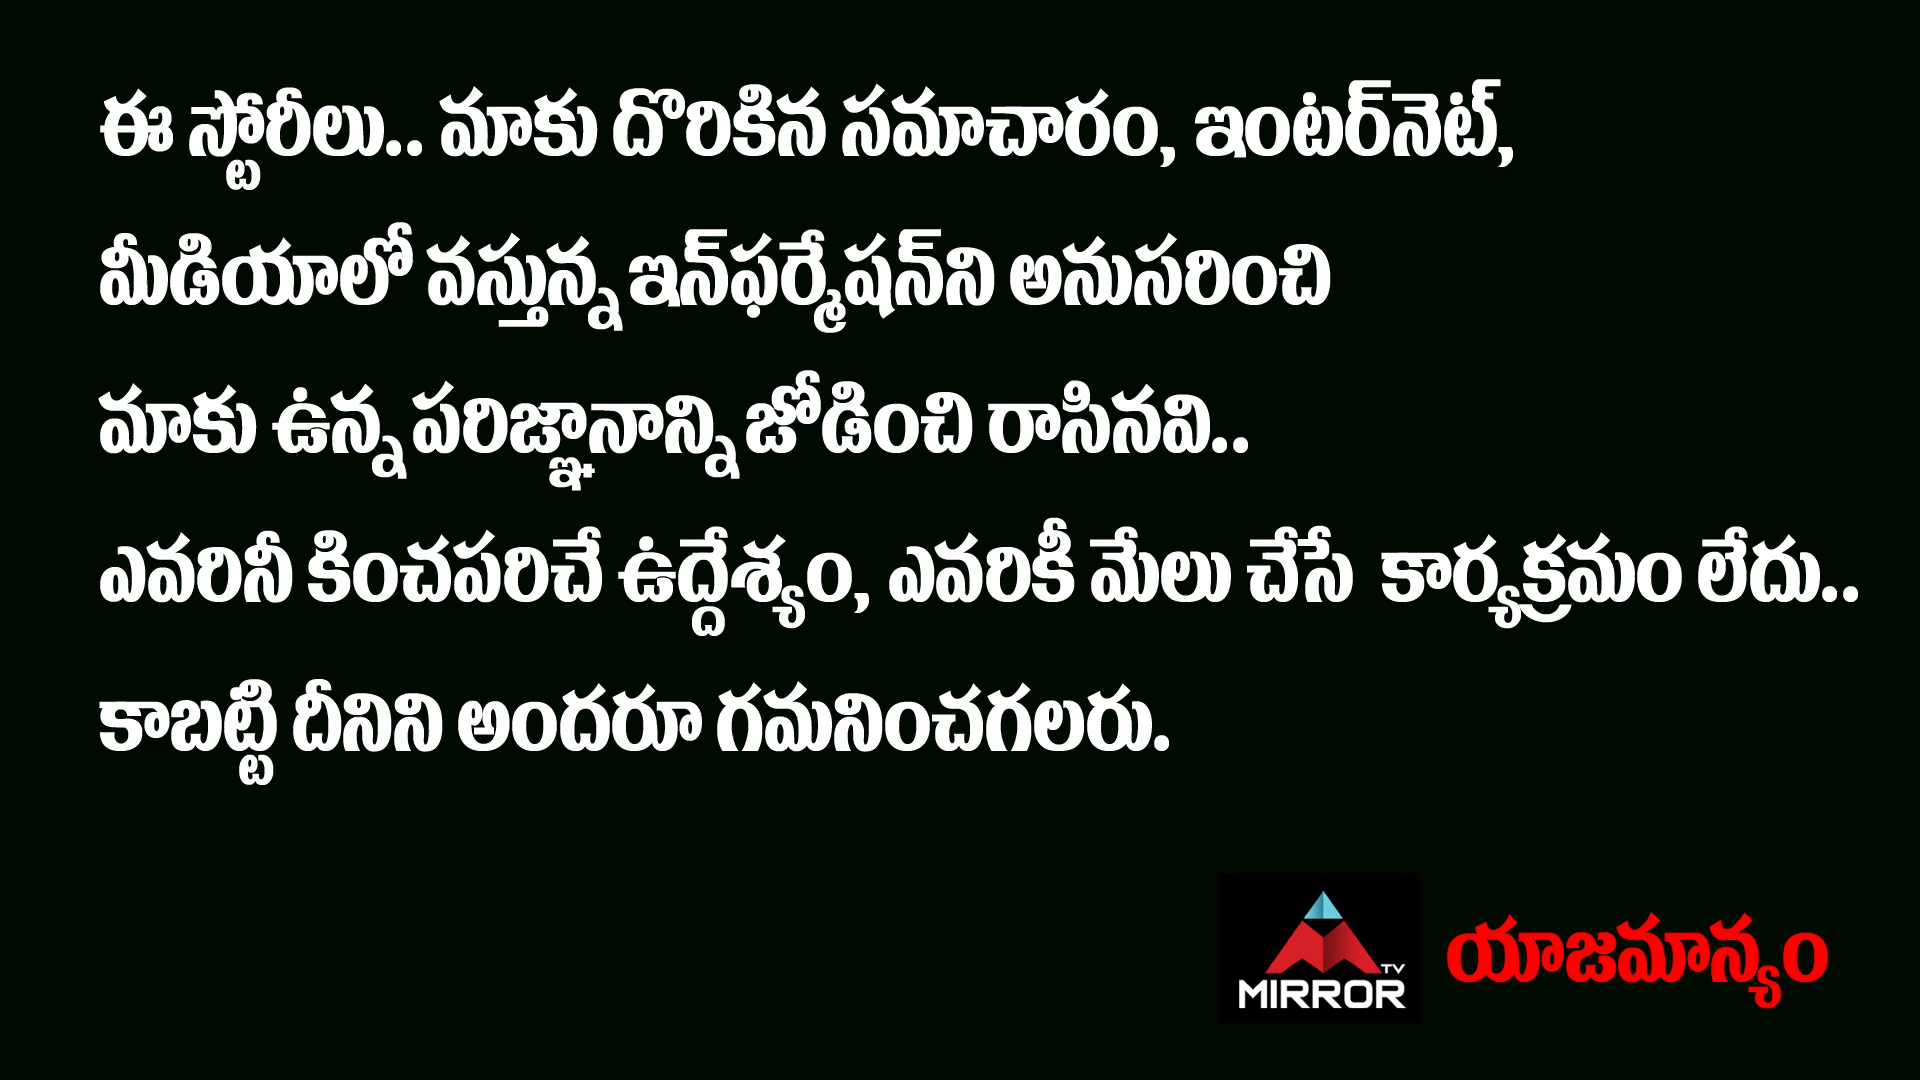 ఈ స్టోరీలు.. మాకు దొరికిన సమాచారం, ఇంటర్‌నెట్,
మీడియాలో వస్తున్న ఇన్‌ఫర్మేషన్‌ని అనుసరించి
మాకు ఉన్న పరిజ్ఞానాన్ని జోడించి రాసినవి..
ఎవరినీ కించపరిచే ఉద్దేశ్యం, ఎవరికీ మేలు చేసే కార్యక్రమం లేదు..
కాబట్టి దీనిని అందరూ గమనించగలరు.
TV
MIRROR
యాజమాన్యం